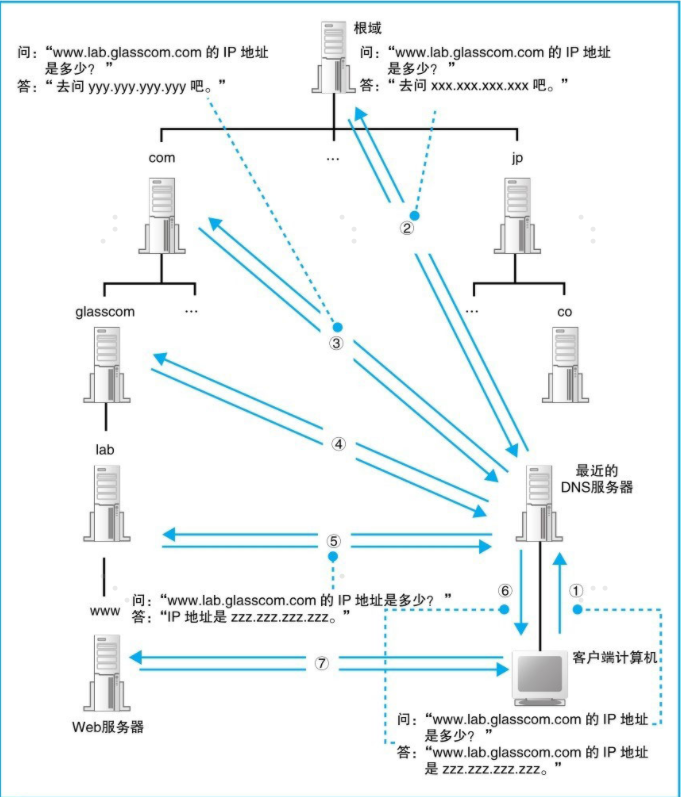 根域
问：“www.lab.glasscom.com 的 IP 地址
是多少？ ”
答：“ 去问 yyy.yyy.yyy.yyy 吧。”
问：“www.lab.glasscom.com 的 IP 地址
是多少？ ”
答：“ 去问 xxx.xxx.xxx.xxx 吧。”
com
...
jp
②
glasscom
...
...
co
③
④
lab
最近的
DNS服务器
⑤
⑥
①
www
问：“www.lab.glasscom.com 的 IP 地址是多少？ ”
答：“IP 地址是 zzz.zzz.zzz.zzz。”
⑦
客户端计算机
Web服务器
问：“www.lab.glasscom.com 的 IP 地址
是多少？ ”
答：“www.lab.glasscom.com 的 IP 地址
是 zzz.zzz.zzz.zzz。”